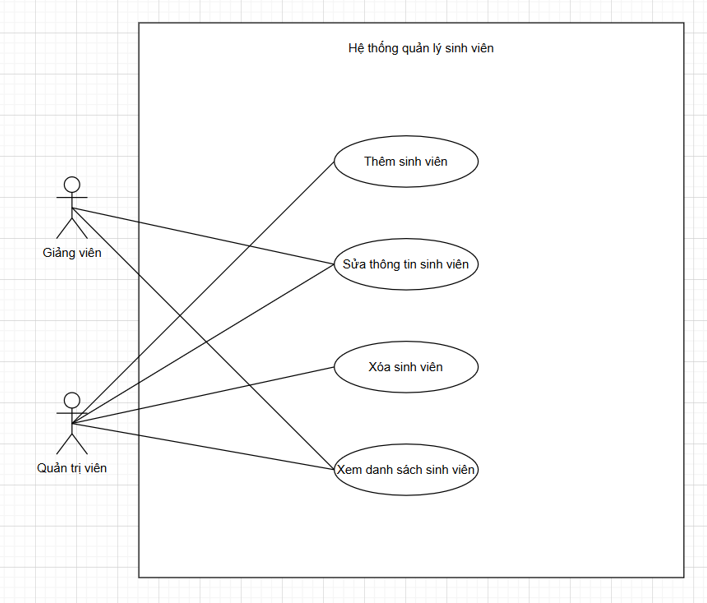 Hệ thống quản lý sinh viên
Thêm sinh viên
Giảng viên
Sửa thông tin sinh viên
Xóa sinh viên
Quản trị viên
Xem danh sách sinh viên